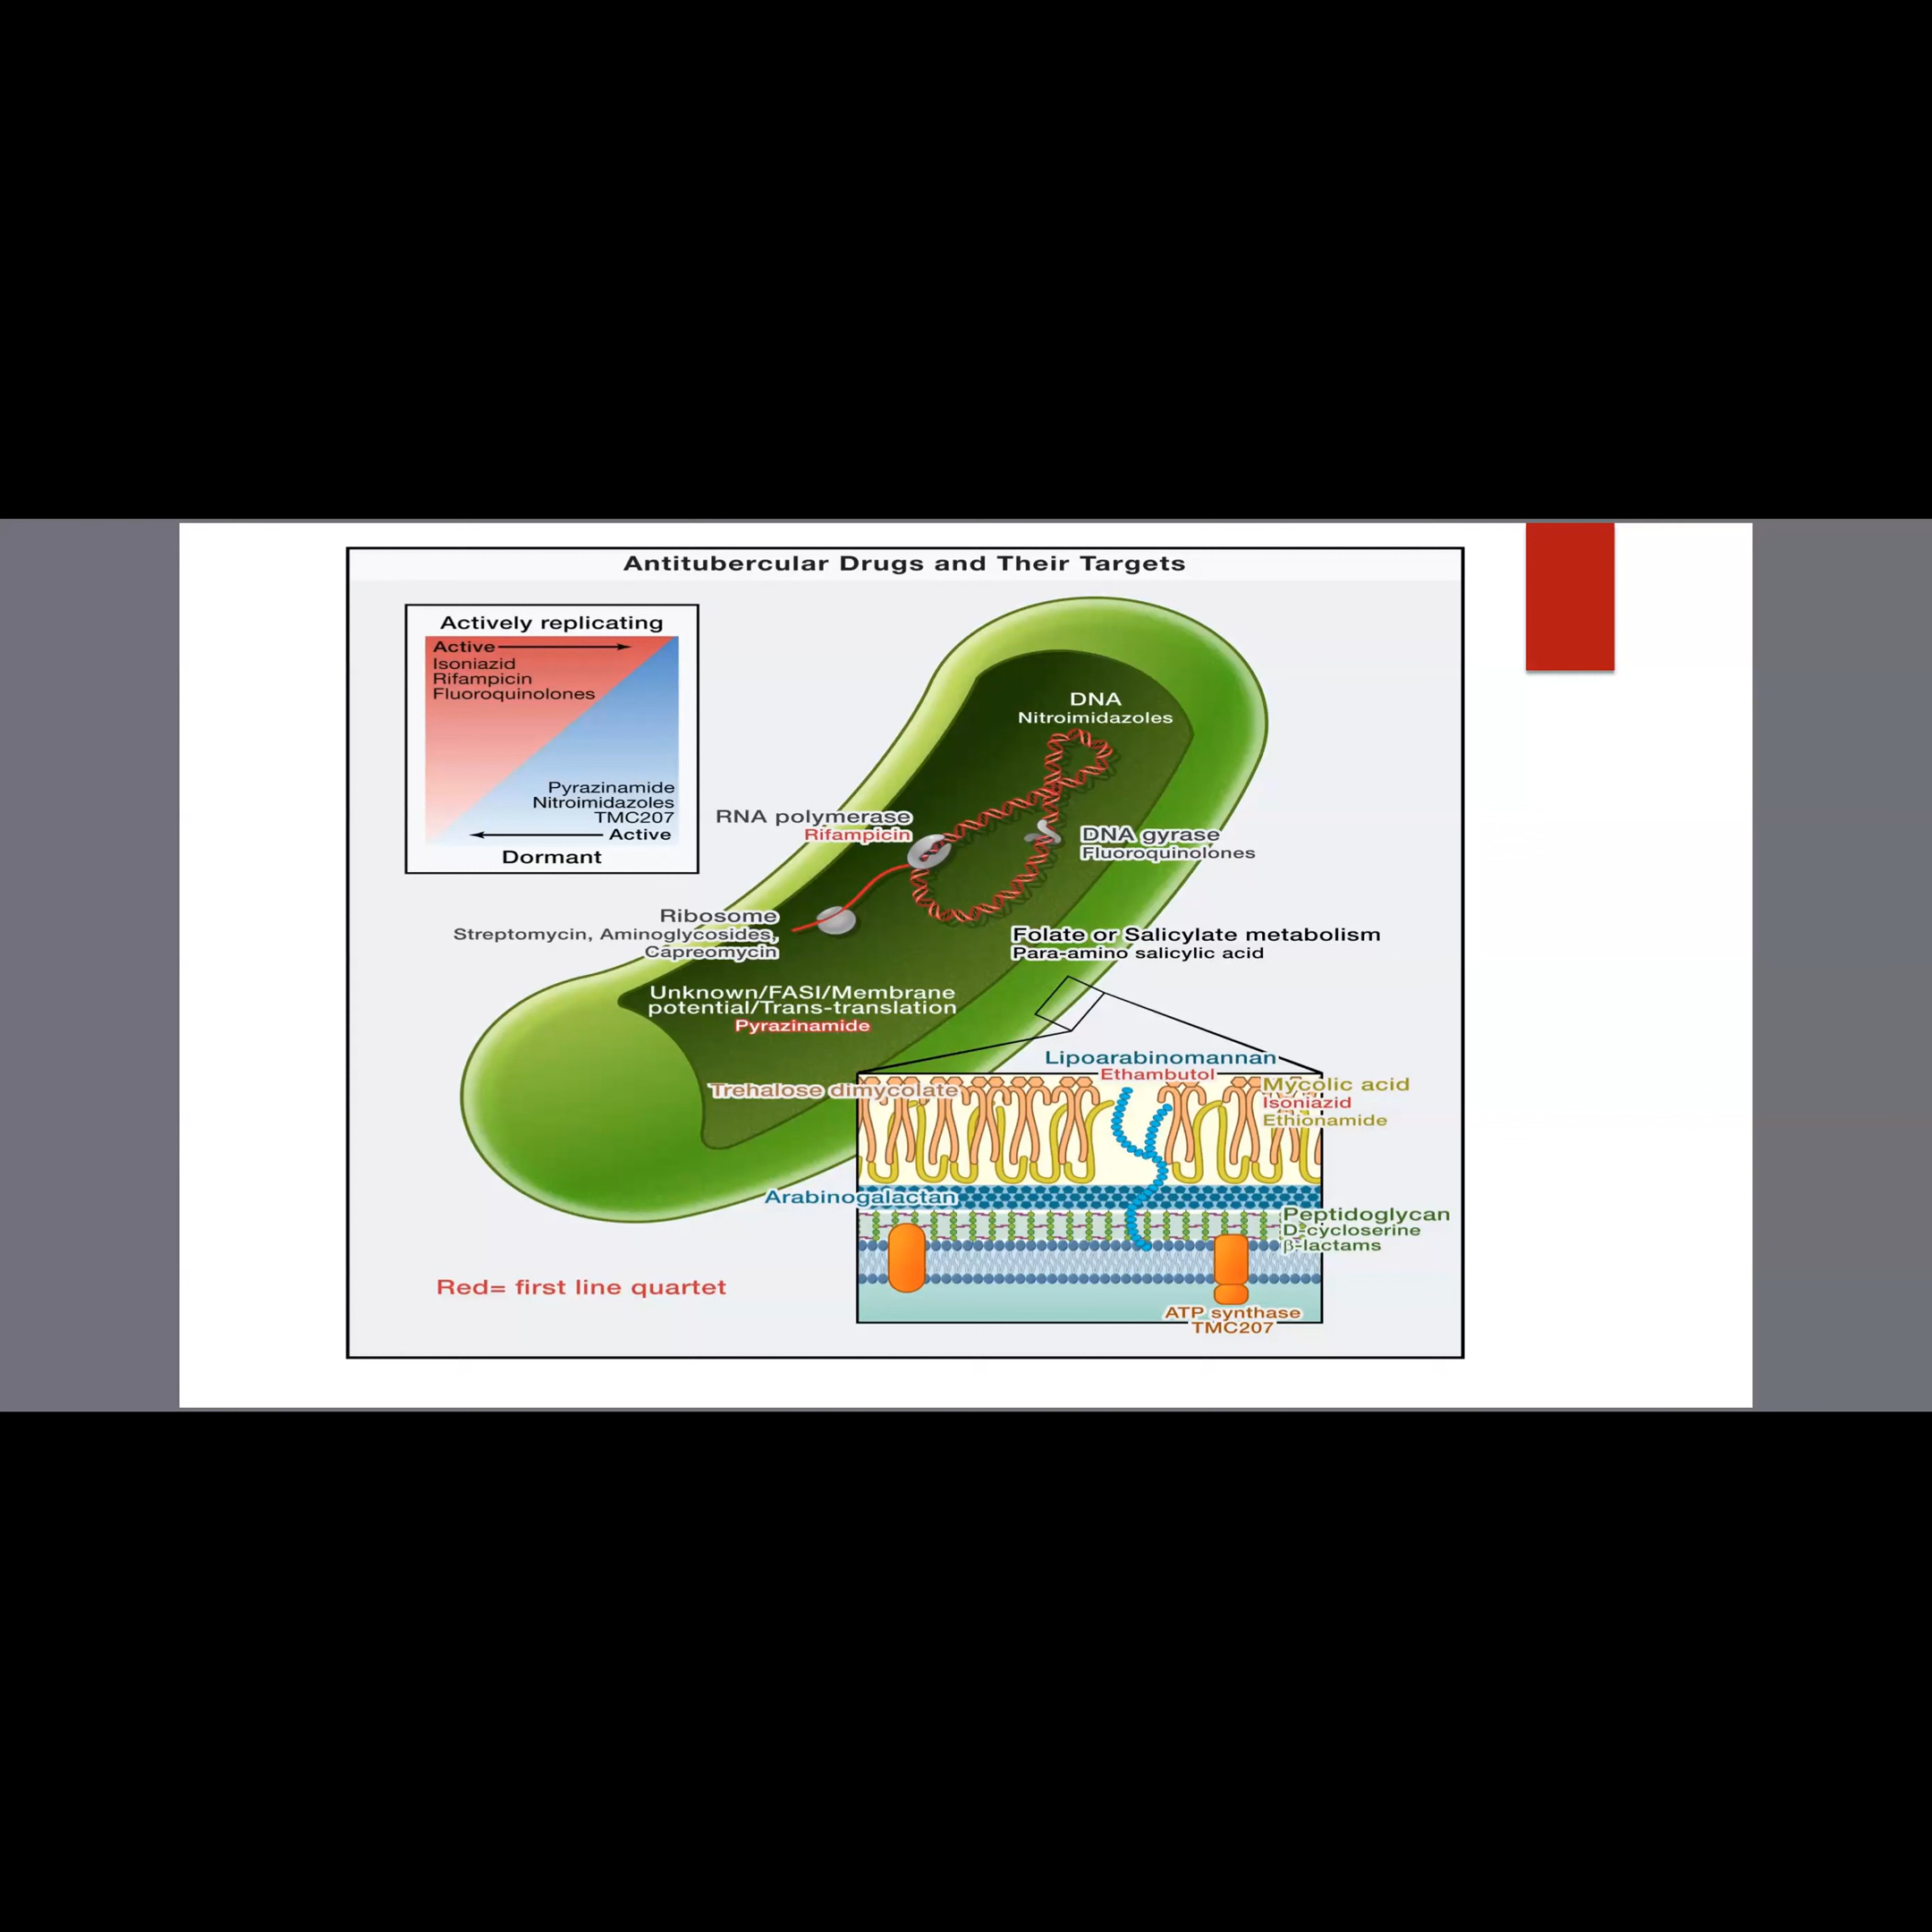 Antitubercular Drugs and Their Targets
Actively replicating
Active
Isoniazid
Rifampicin
Fluoroquinolones
Pyrazinamide
Nitroimidazoles
TMC207
Active
Dormant
DNA
Nitroimidazoles
RNA polymerase
Rifampicin
DNA gyrase
Fluoroquinolones
Ribosome
Streptomycin, Aminoglycosides,
Capreomycin
Folate or Salicylate metabolism
Para-amino salicylic acid
Unknown/FASI/Membrane
potential/Trans-translation
Pyrazinamide
Lipoarabinomannan
Ethambutol
Trehalose dimycolate
Mycolic acid
Isoniazid
Ethionamide
Arabinogalactan
Peptidoglycan
D-cycloserine
β-lactams
Red= first line quartet
ATP synthase
TMC207